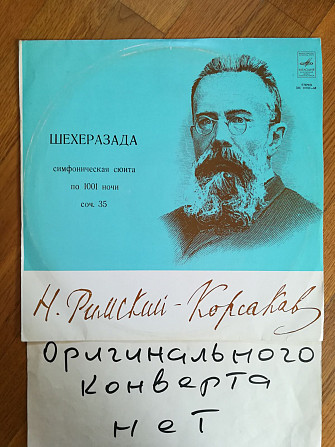 ШЕХЕРАЗАДА
симфоническая сюита
по 1001 ночи
соч. 35
Н. Римский-Корсаков
Оригинального
конверта
нет